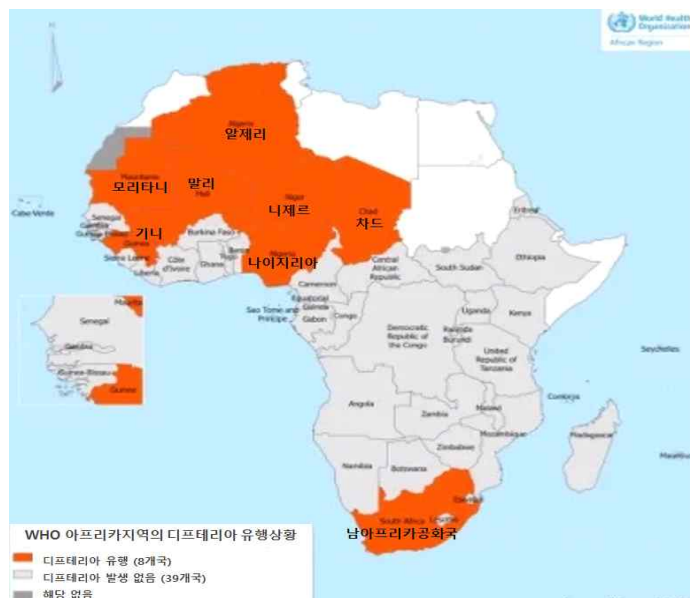 World Health
Organization
African Region
Algeria
알제리
Mauritania
모리타니
말리
Mali
Niger
니제르
Chad
차드
Cabo Verde
Senegal
Gambia
Guinea
기니
Burkina Faso
Benin
Togo
Nigeria
나이지리아
Sierra Leone
Liberia
Côte
d'Ivoire
Ghana
Eritrea
Ethiopia
Central
African
Republic
South Sudan
Cameroon
Equatorial
Guinea
Sao Tome and
Principe
Gabon
Congo
Democratic
Republic of
the Congo
Uganda
Kenya
Rwanda
Burundi
United
Republic of
Tanzania
Seychelles
Senegal
Gambia
Guinea-Bissau
Guinea
Angola
Zambia
Malawi
Comoros
Mozambique
Madagascar
Zimbabwe
Namibia
Botswana
South Africa
Lesotho
남아프리카공화국
WHO 아프리카지역의 디프테리아 유행상황
디프테리아 유행 (8개국)
디프테리아 발생 없음 (39개국)
해당 없음